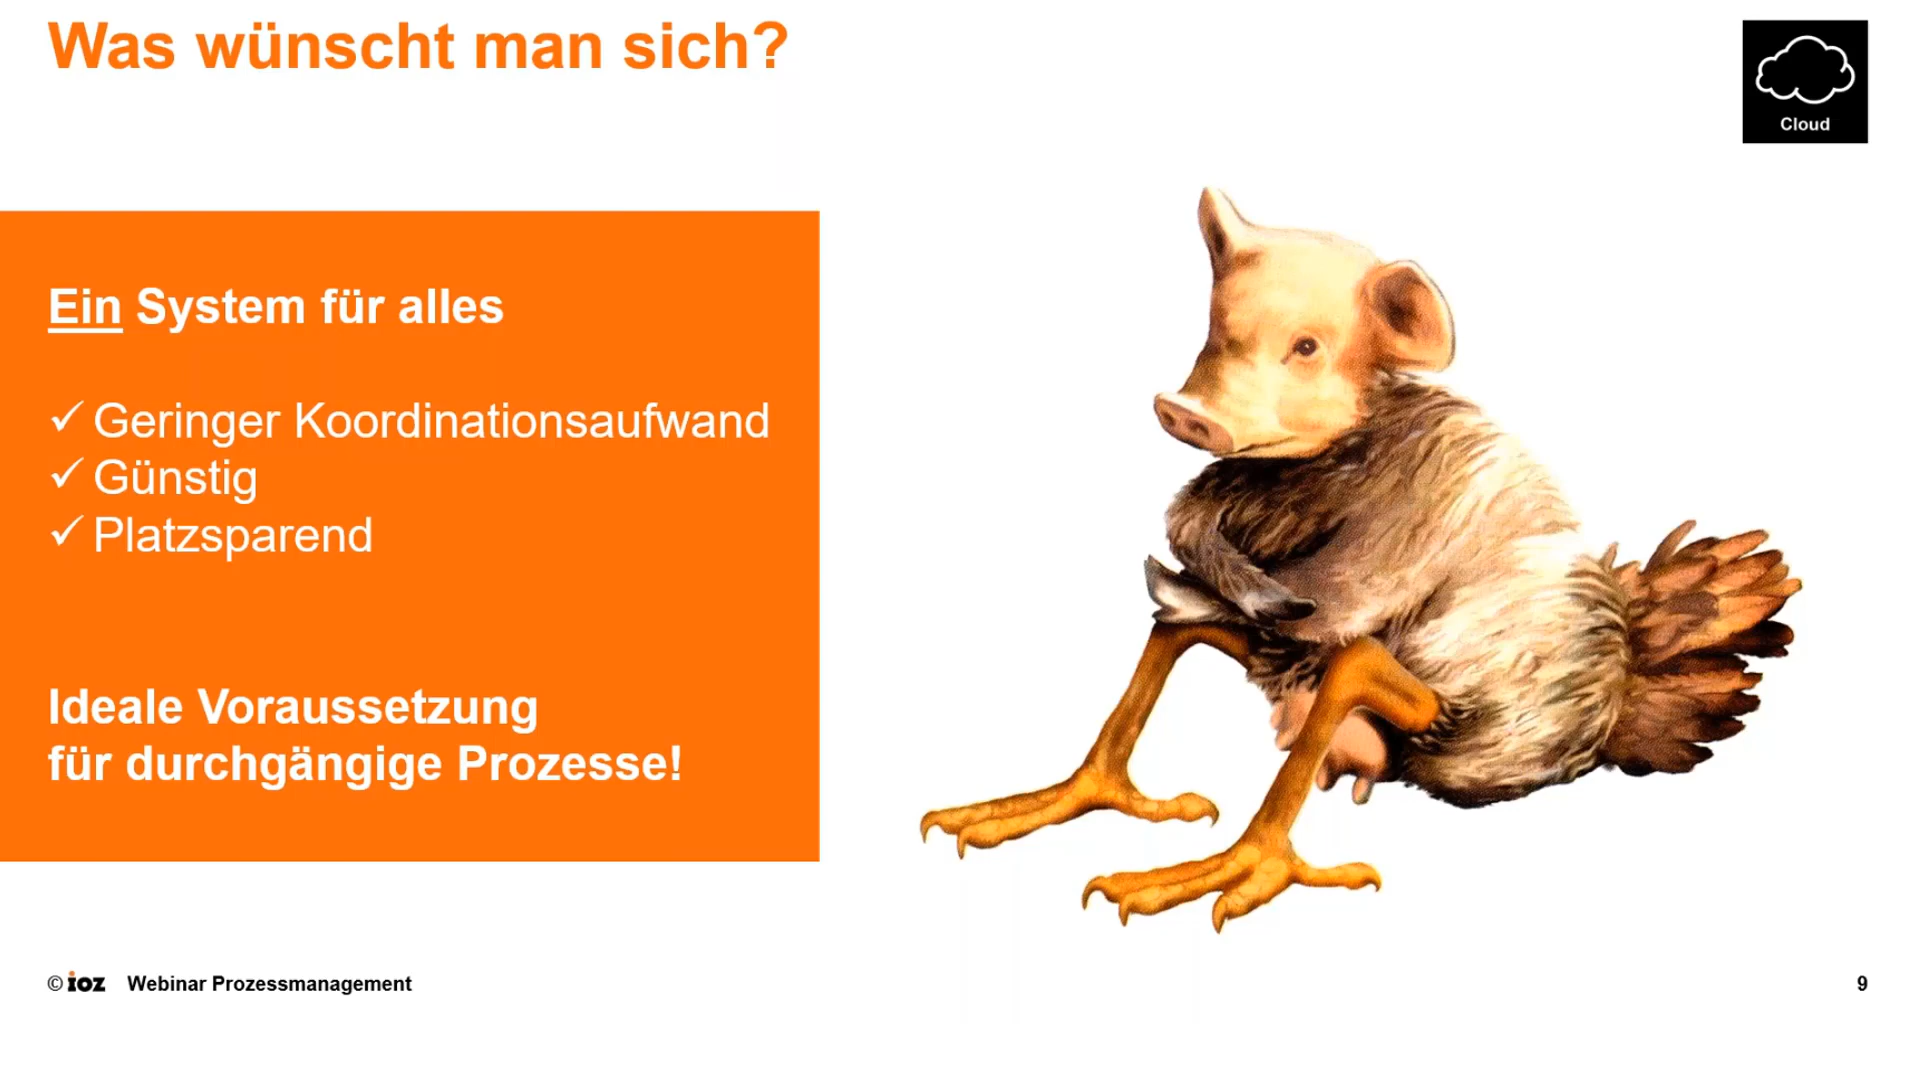 Was wünscht man sich?
Cloud
Ein System für alles
✓ Geringer Koordinationsaufwand
✓ Günstig
✓ Platzsparend
Ideale Voraussetzung
für durchgängige Prozesse!
© ioz Webinar Prozessmanagement
9